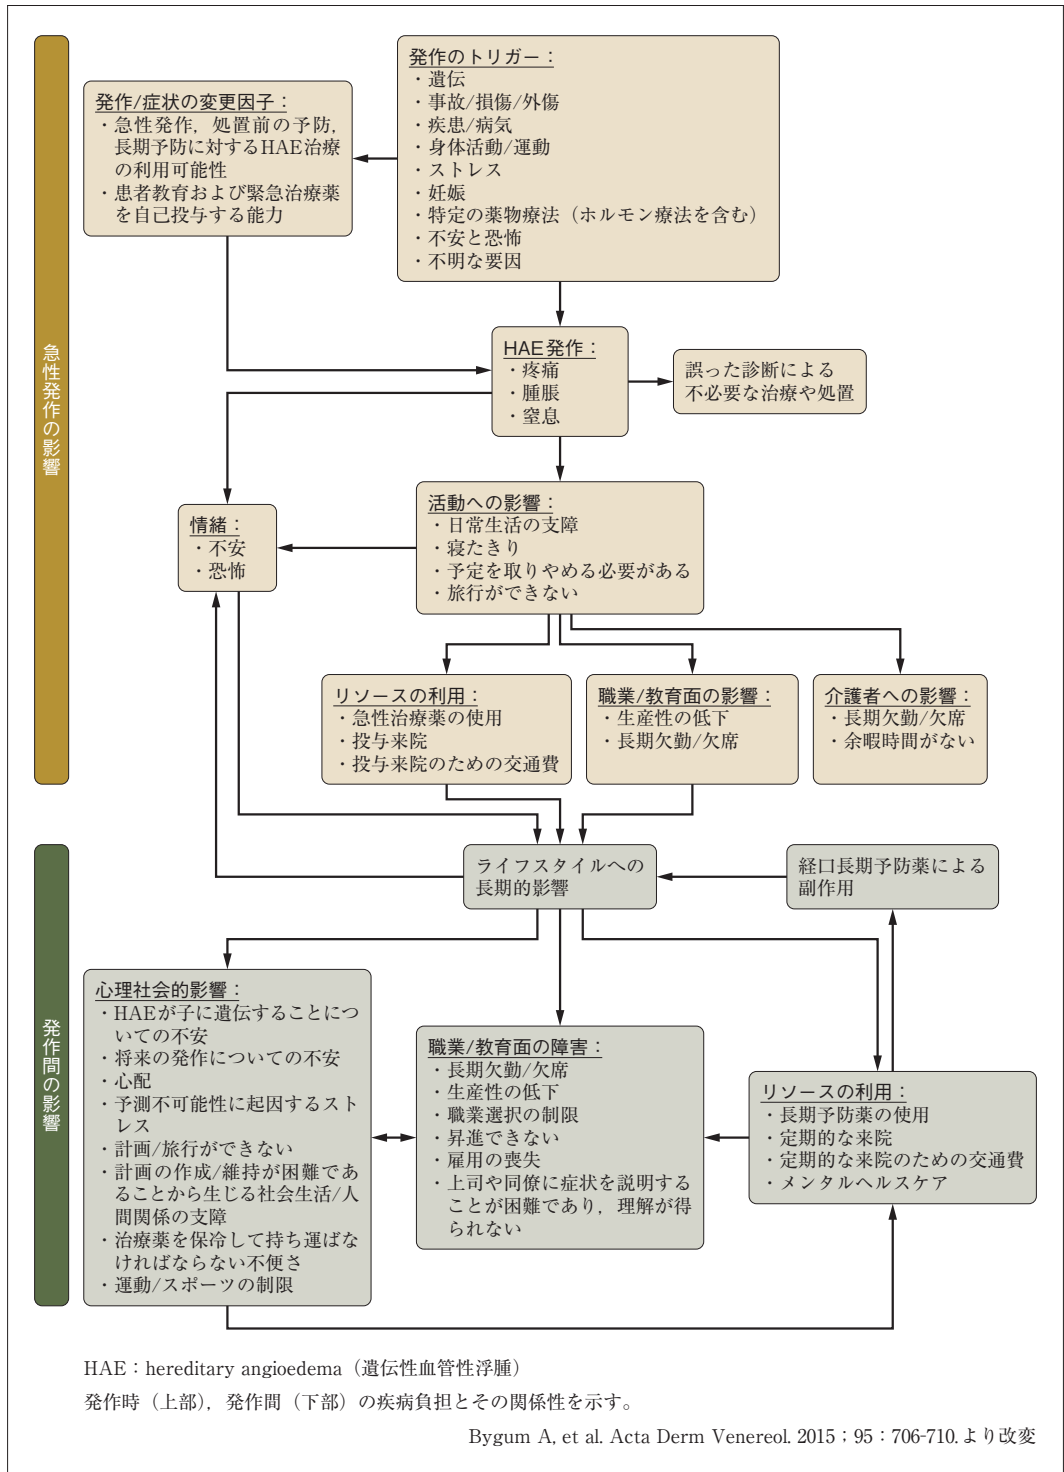 急性発作の影響
発作のトリガー：
・遺伝
・事故/損傷/外傷
・疾患/病気
・身体活動/運動
・ストレス
・妊娠
・特定の薬物療法（ホルモン療法を含む）
・不安と恐怖
・不明な要因
発作/症状の変更因子：
・急性発作，処置前の予防，
長期予防に対するHAE治療
の利用可能性
・患者教育および緊急治療薬
を自己投与する能力
HAE発作：
・疼痛
・腫脹
・窒息
誤った診断による
不必要な治療や処置
情緒：
・不安
・恐怖
活動への影響：
・日常生活の支障
・寝たきり
・予定を取りやめる必要がある
・旅行ができない
リソースの利用：
・急性治療薬の使用
・投与来院
・投与来院のための交通費
職業/教育面の影響：
・生産性の低下
・長期欠勤/欠席
介護者への影響：
・長期欠勤/欠席
・余暇時間がない
発作間の影響
ライフスタイルへの
長期的影響
経口長期予防薬による
副作用
心理社会的影響：
・HAEが子に遺伝することにつ
いての不安
・将来の発作についての不安
・心配
・予測不可能性に起因するスト
レス
・計画/旅行ができない
・計画の作成/維持が困難であ
ることから生じる社会生活/人
間関係の支障
・治療薬を保冷して持ち運ばな
ければならない不便さ
・運動/スポーツの制限
職業/教育面の障害：
・長期欠勤/欠席
・生産性の低下
・職業選択の制限
・昇進できない
・雇用の喪失
・上司や同僚に症状を説明する
ことが困難であり，理解が得
られない
リソースの利用：
・長期予防薬の使用
・定期的な来院
・定期的な来院のための交通費
・メンタルヘルスケア
HAE：hereditary angioedema（遺伝性血管性浮腫）
発作時（上部），発作間（下部）の疾病負担とその関係性を示す。
Bygum A, et al. Acta Derm Venereol. 2015；95：706-710.より改変